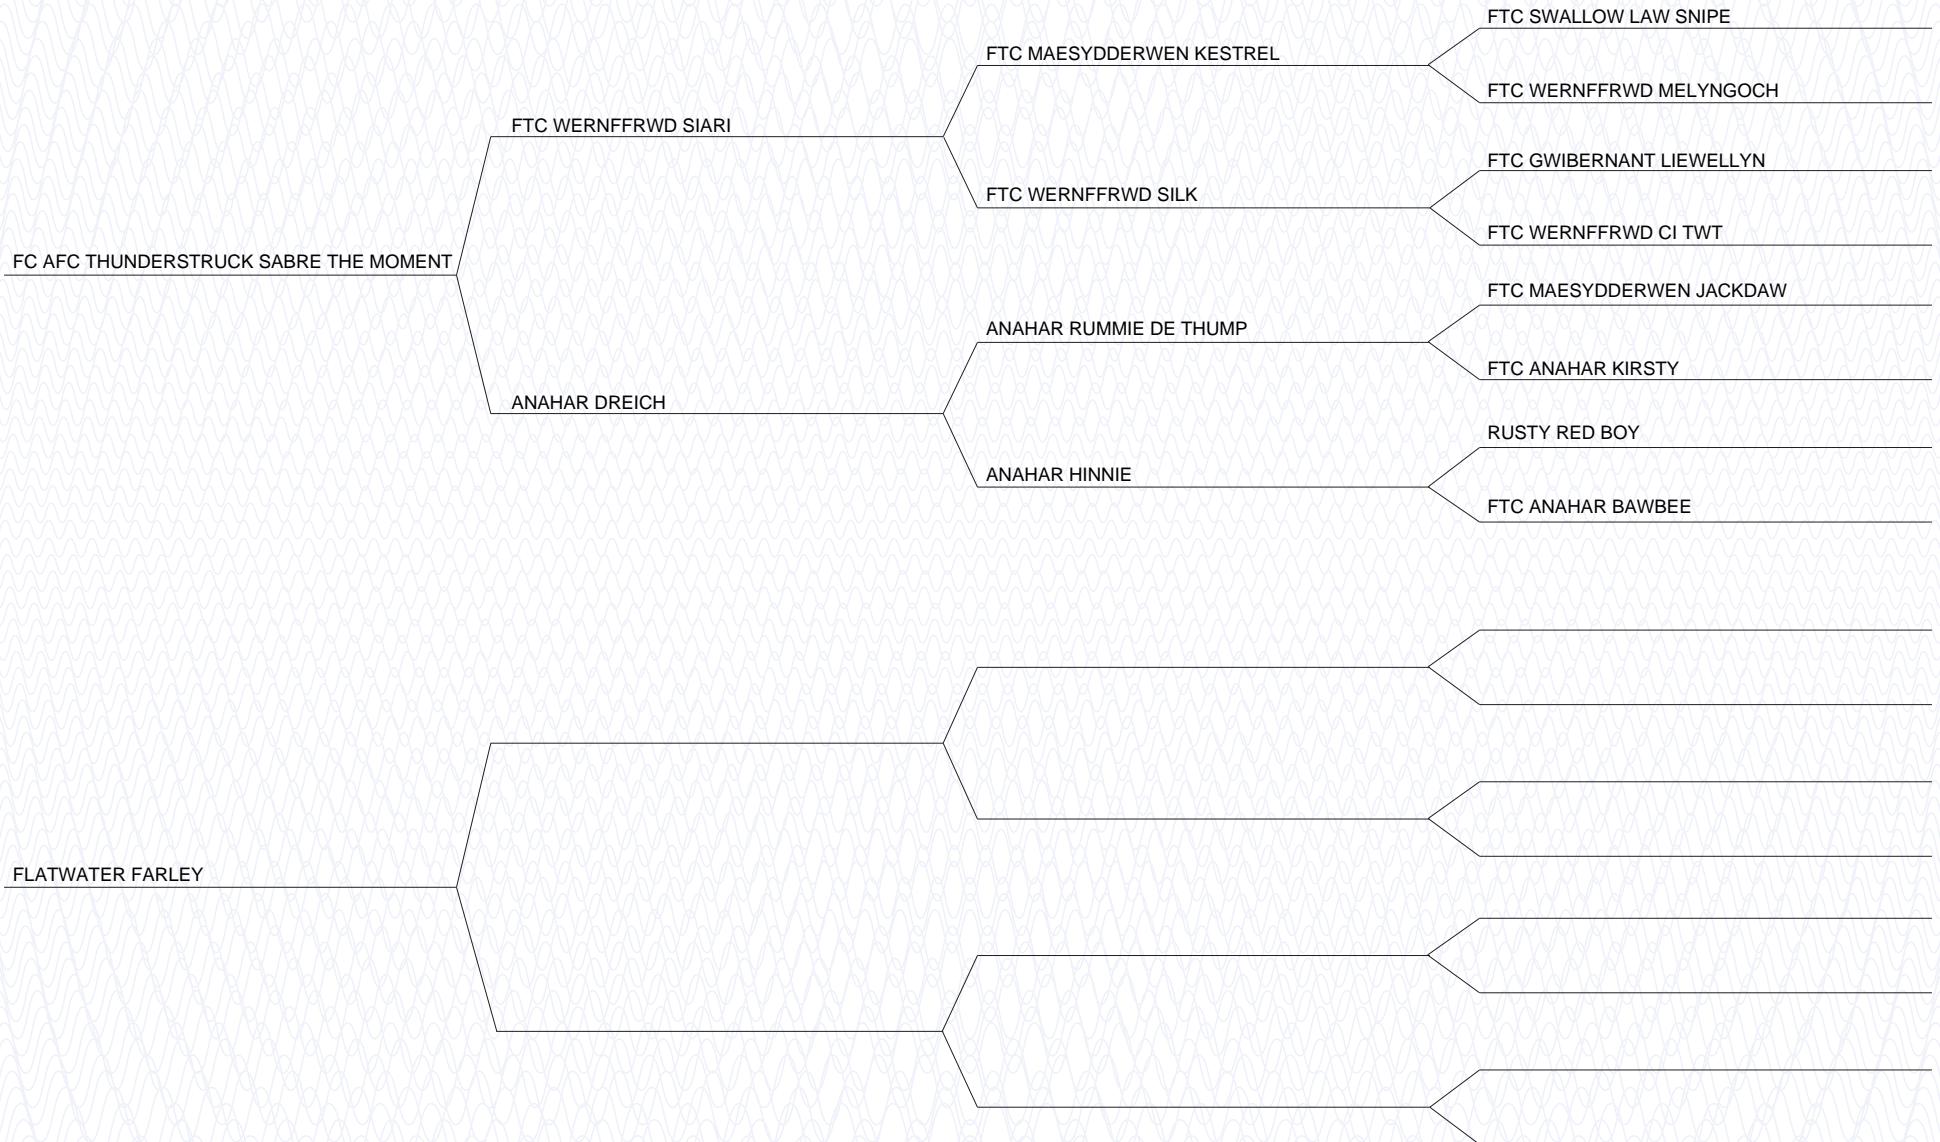 FTC SWALLOW LAW SNIPE
FTC MAESYDDERWEN KESTREL
FTC WERNFFRWD MELYNGOCH
FTC WERNFFRWD SIARI
FTC GWIBERNANT LIEWELLYN
FTC WERNFFRWD SILK
FTC WERNFFRWD CI TWT
FC AFC THUNDERSTRUCK SABRE THE MOMENT
FTC MAESYDDERWEN JACKDAW
ANAHAR RUMMIE DE THUMP
FTC ANAHAR KIRSTY
ANAHAR DREICH
RUSTY RED BOY
ANAHAR HINNIE
FTC ANAHAR BAWBEE
FLATWATER FARLEY